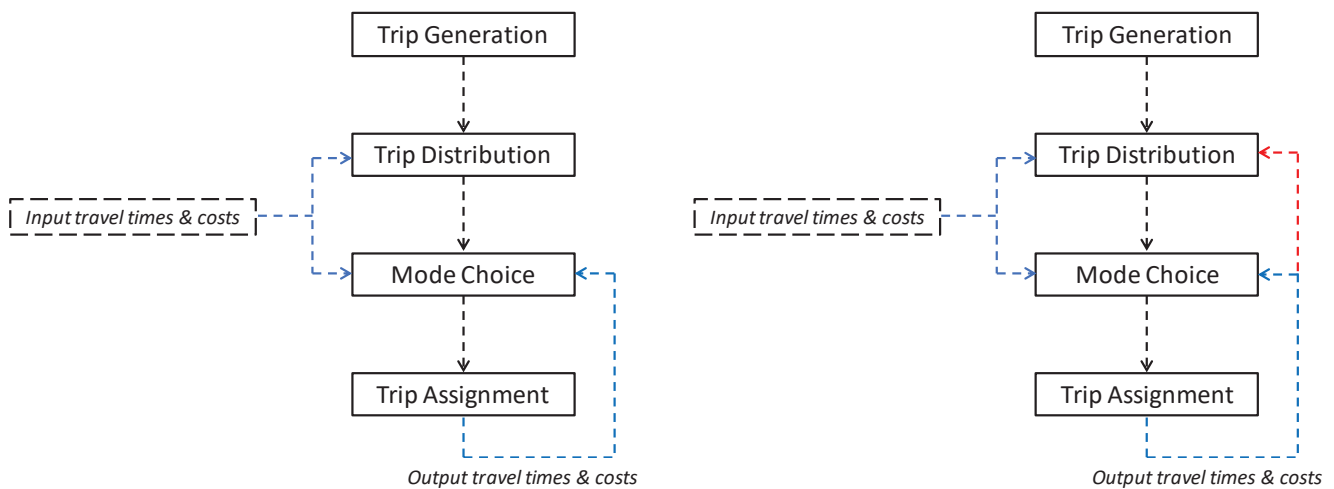 Trip Generation
Trip Distribution
Input travel times & costs
Mode Choice
Trip Assignment
Output travel times & costs
Trip Generation
Trip Distribution
Input travel times & costs
Mode Choice
Trip Assignment
Output travel times & costs